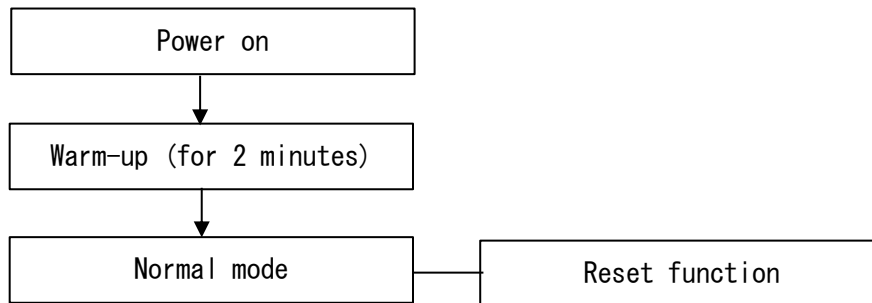 Power on
Warm-up (for 2 minutes)
Normal mode
Reset function